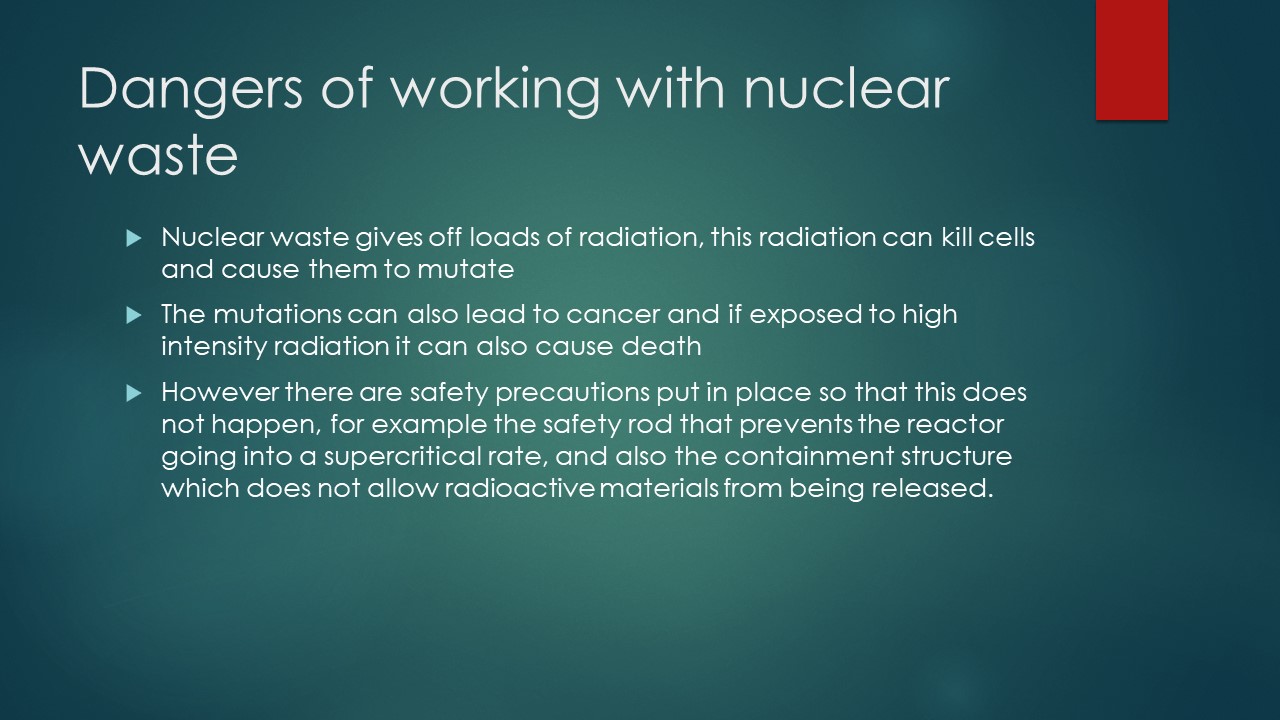 Dangers of working with nuclear
waste
Nuclear waste gives off loads of radiation, this radiation can kill cells
and cause them to mutate
The mutations can also lead to cancer and if exposed to high
intensity radiation it can also cause death
However there are safety precautions put in place so that this does
not happen, for example the safety rod that prevents the reactor
going into a supercritical rate, and also the containment structure
which does not allow radioactive materials from being released.